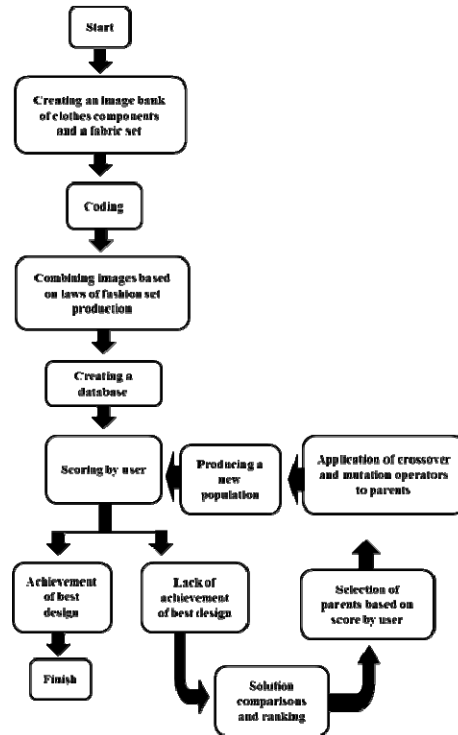 Start
Creating an image bank
of clothes components
and a fabric set
Coding
Combining images based
on laws of fashion set
production
Creating a
database
Scoring by user
Producing a
new
population
Application of crossover
and mutation operators
to parents
Achievement
of best
design
Lack of
achievement
of best design
Selection of
parents based on
score by user
Finish
Solution
comparisons
and ranking